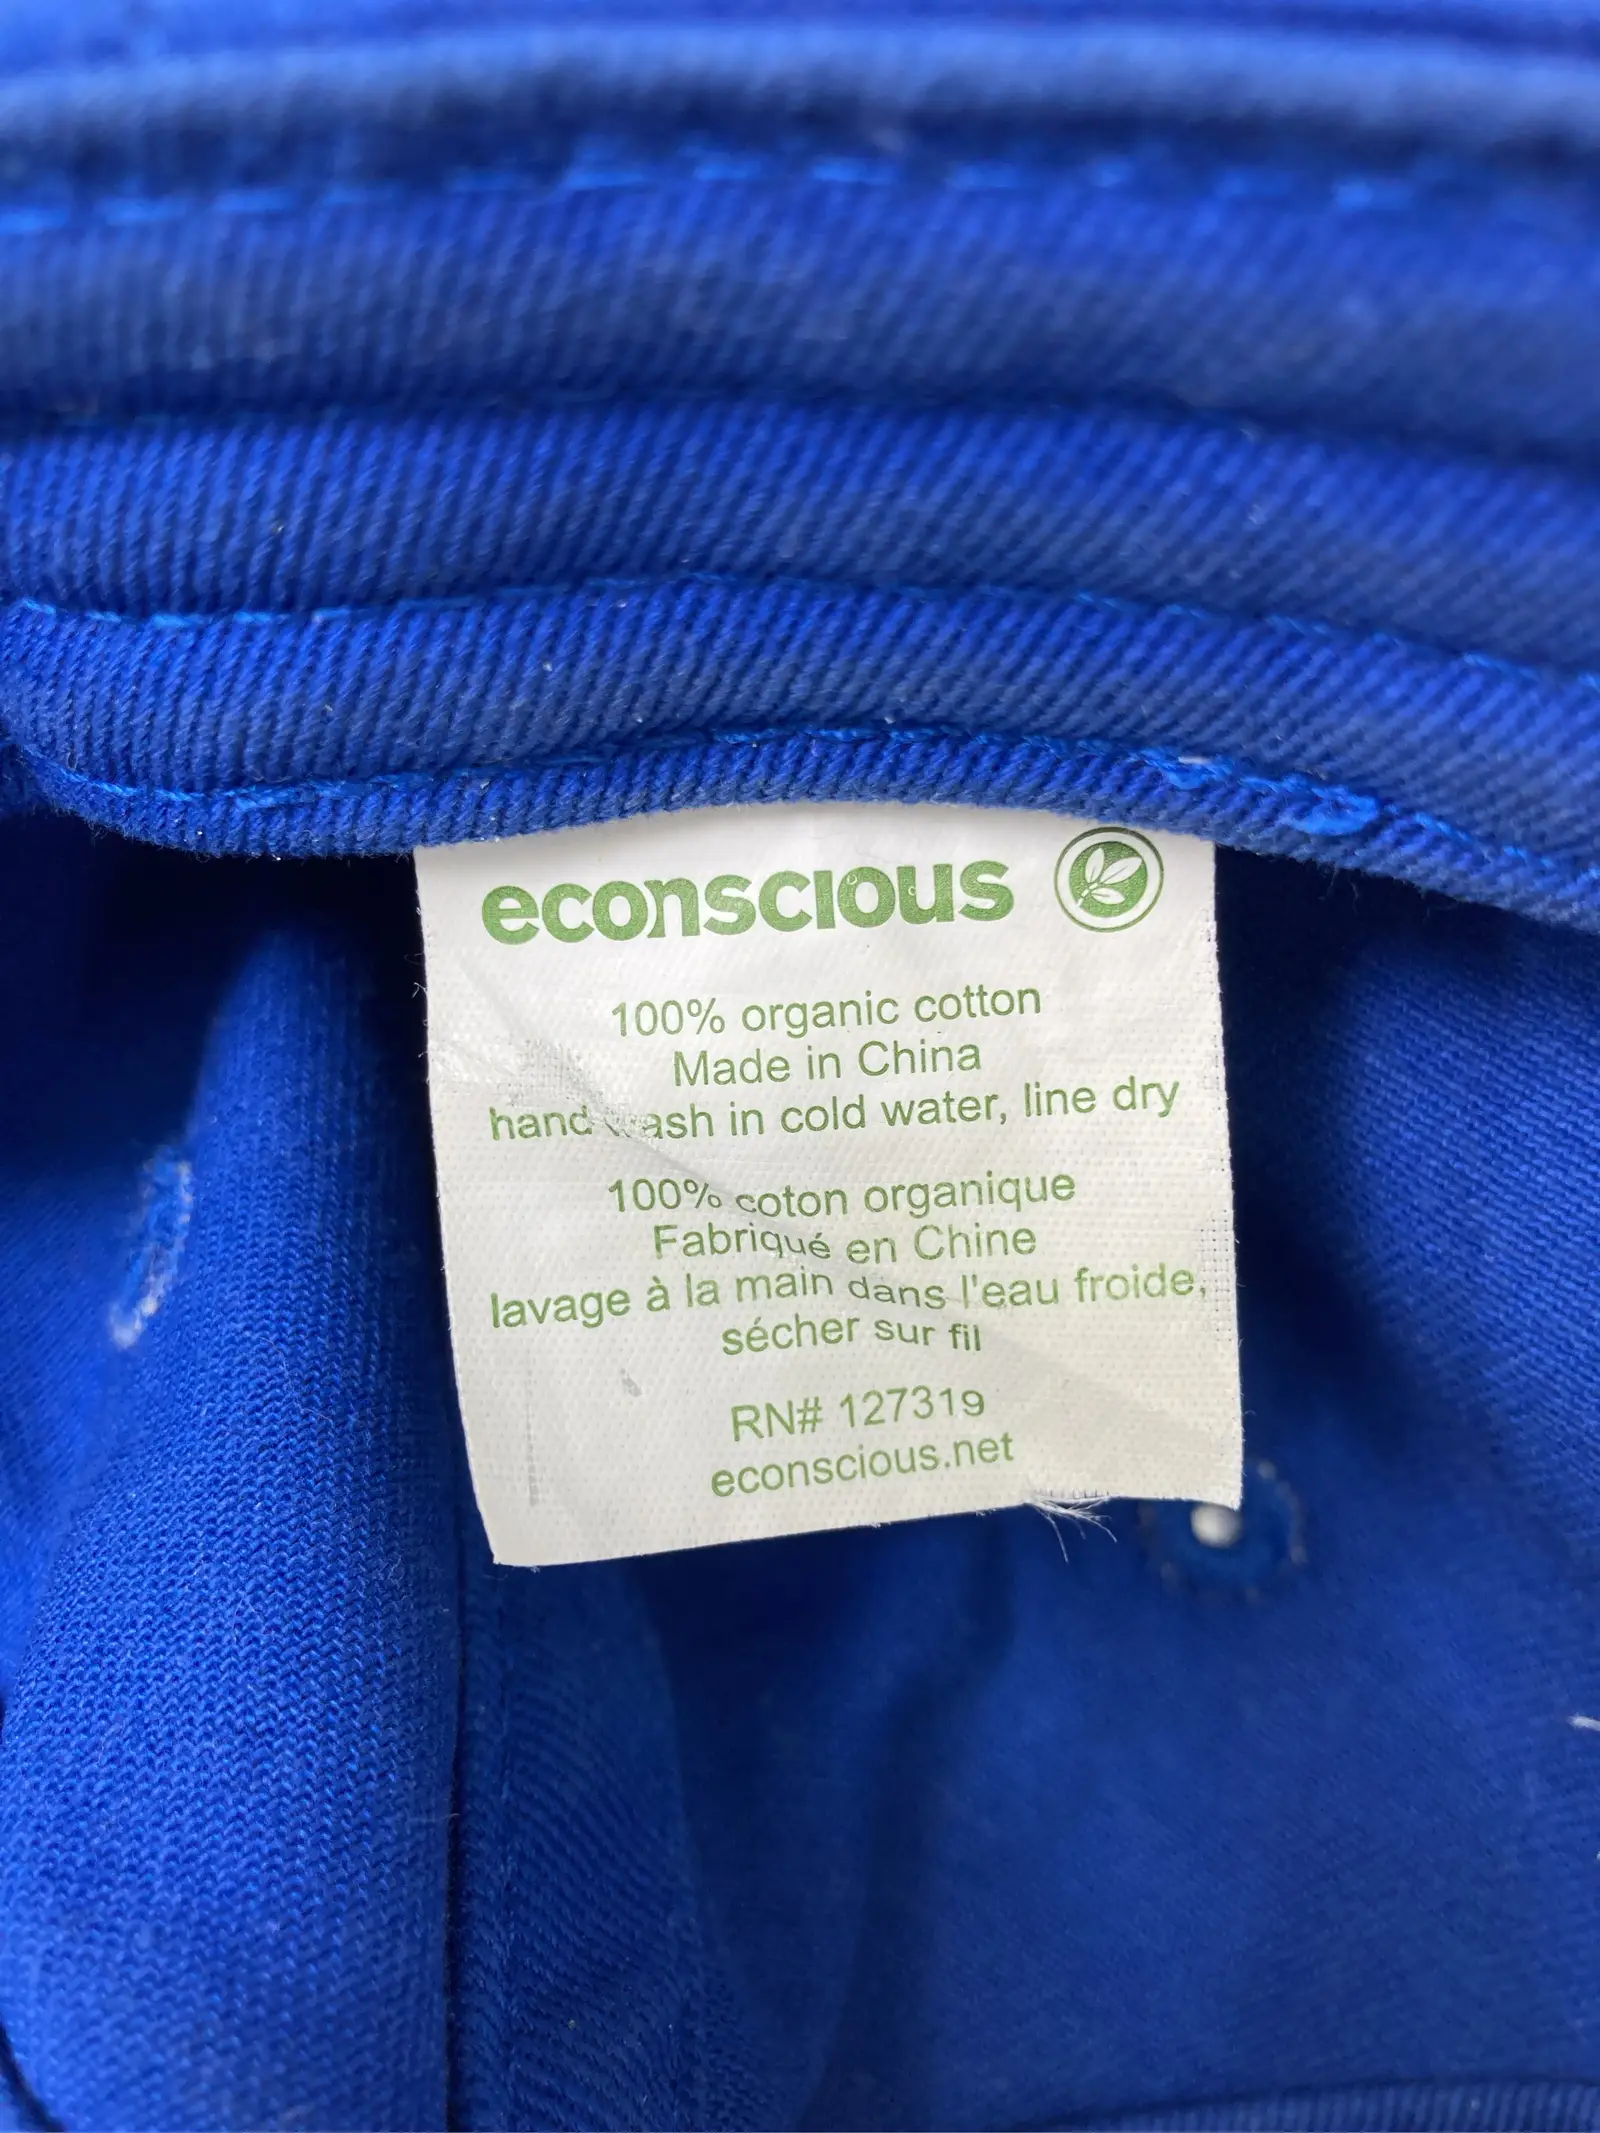 econscious
100% organic cotton
Made in China
hand wash in cold water, line dry
100% coton organique
Fabriqué en Chine
lavage à la main dans l'eau froide,
sécher sur fil
RN# 127319
econscious.net